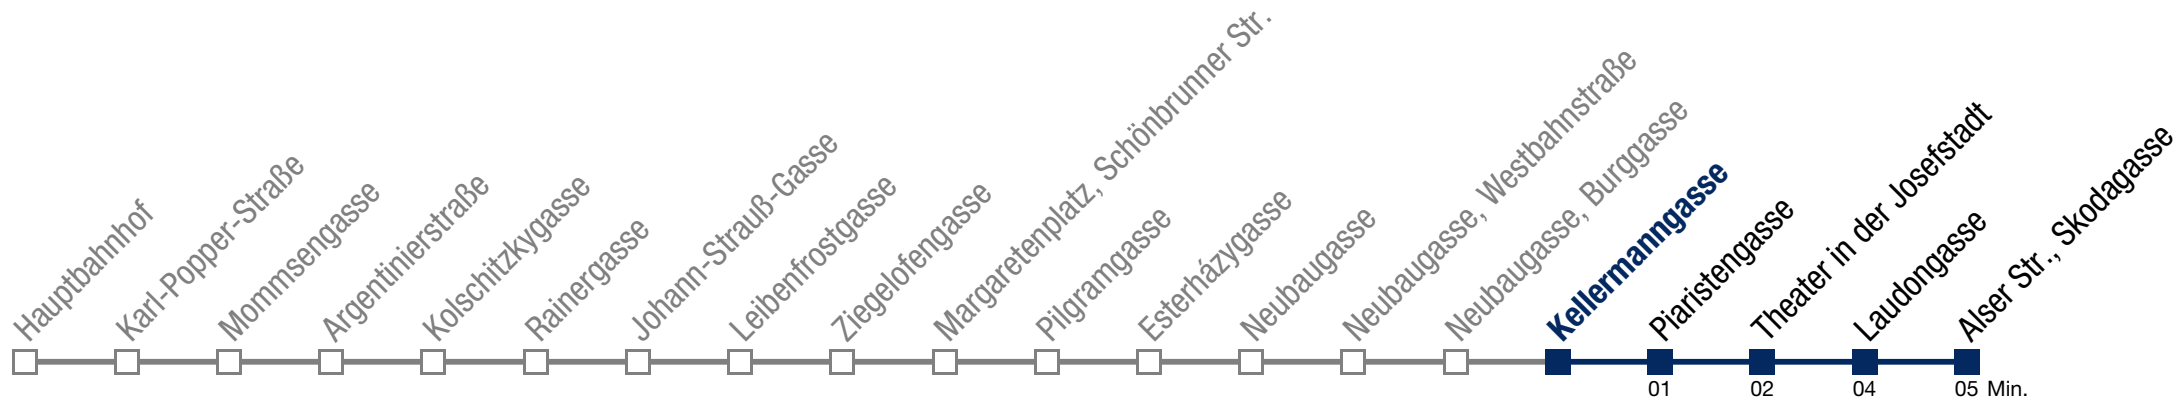 Hauptbahnhof
Karl-Popper-Straße
Mommsengasse
Argentinierstraße
Kolschitzkygasse
Rainergasse
Johann-Strauß-Gasse
Leibenfrostgasse
Ziegelofengasse
Margaretenplatz, Schönbrunner Str.
Pilgramgasse
Esterházygasse
Neubaugasse
Neubaugasse, Westbahnstraße
Neubaugasse, Burggasse
Kellermanngasse
Piaristengasse
Theater in der Josefstadt
Laudongasse
Alser Str., Skodagasse
01 02 04 05 Min.